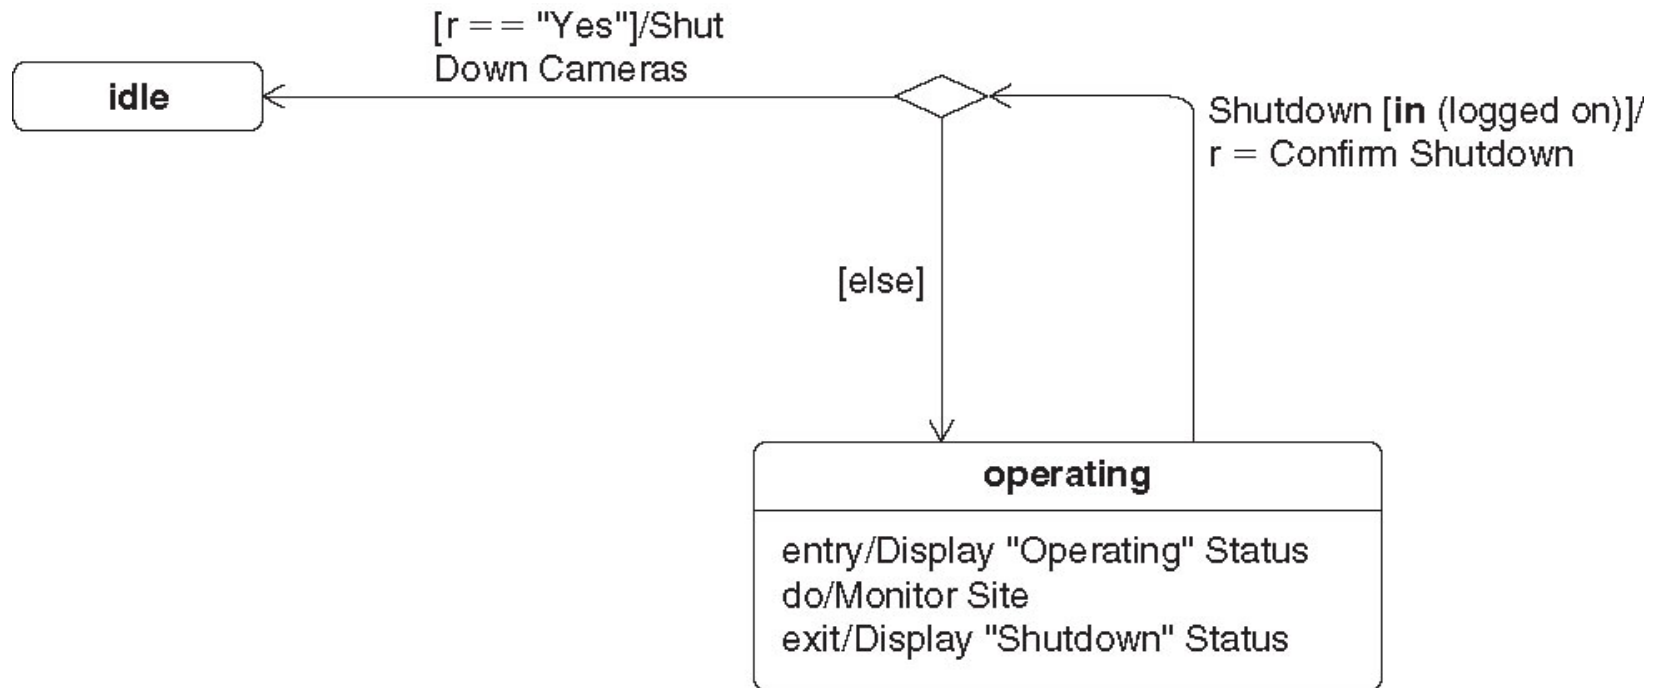 [r == "Yes"]/Shut
Down Cameras
idle
Shutdown [in (logged on)]/
r = Confirm Shutdown
[else]
operating
entry/Display "Operating" Status
do/Monitor Site
exit/Display "Shutdown" Status